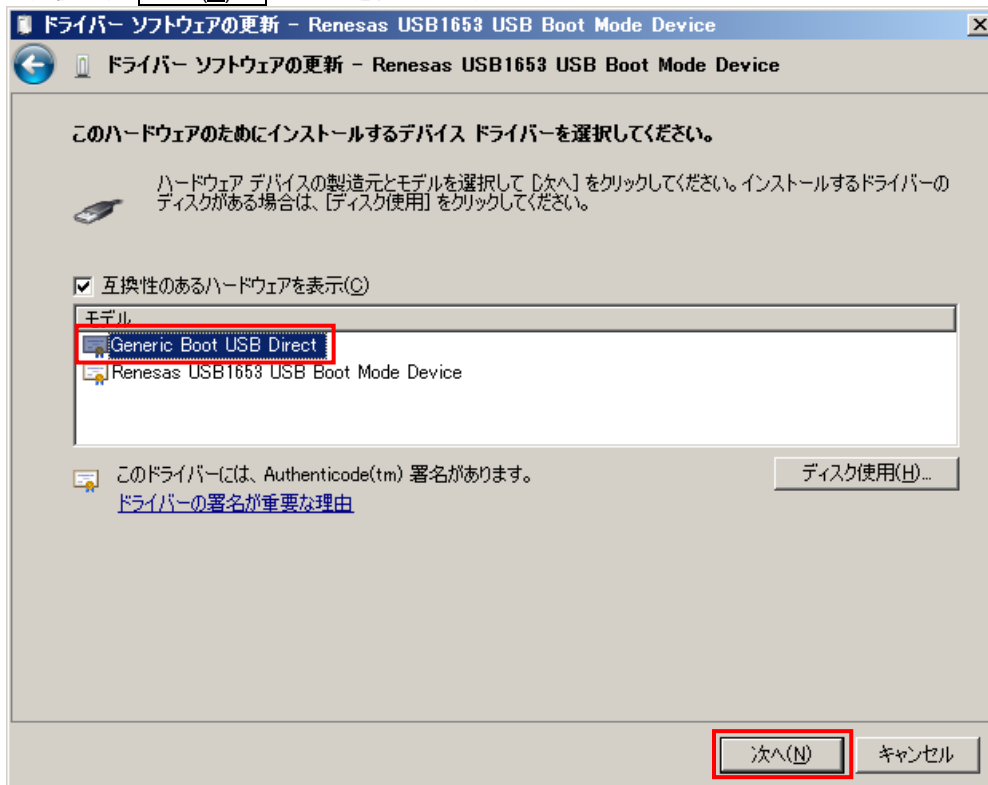 ドライバー ソフトウェアの更新 - Renesas USB1653 USB Boot Mode Device
ドライバー ソフトウェアの更新 - Renesas USB1653 USB Boot Mode Device
このハードウェアのためにインストールするデバイス ドライバーを選択してください。
ハードウェア デバイスの製造元とモデルを選択して [次へ] をクリックしてください。インストールするドライバーの
ディスクがある場合は、[ディスク使用] をクリックしてください。
互換性のあるハードウェアを表示(C)
モデル
Generic Boot USB Direct
Renesas USB1653 USB Boot Mode Device
このドライバーには、Authenticode(tm) 署名があります。
ディスク使用(H)...
ドライバーの署名が重要な理由
次へ(N)
キャンセル